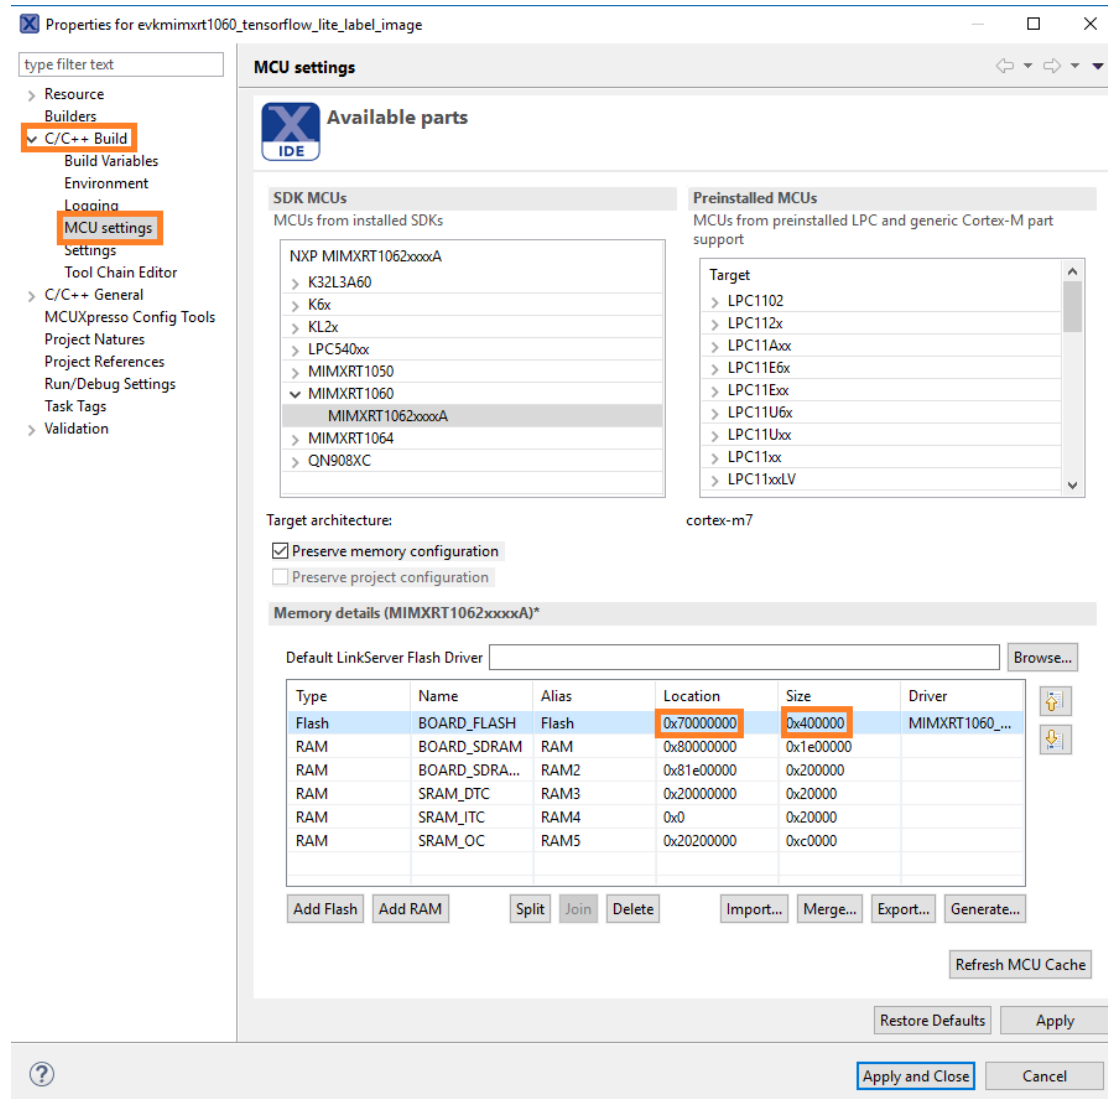 Properties for evkmimxrt1060_tensorflow_lite_label_image
type filter text
Resource
Builders
C/C++ Build
Build Variables
Environment
Logging
MCU settings
Settings
Tool Chain Editor
C/C++ General
MCUXpresso Config Tools
Project Natures
Project References
Run/Debug Settings
Task Tags
Validation
MCU settings
IDE
Available parts
SDK MCUs
MCUs from installed SDKs
NXP MIMXRT1062xxxxA
K32L3A60
K6x
KL2x
LPC540xx
MIMXRT1050
MIMXRT1060
MIMXRT1062xxxxA
MIMXRT1064
QN908XC
Preinstalled MCUs
MCUs from preinstalled LPC and generic Cortex-M part
support
Target
LPC1102
LPC112x
LPC11Axx
LPC11E6x
LPC11Exx
LPC11U6x
LPC11Uxx
LPC11xx
LPC11xxLV
Target architecture: cortex-m7
Preserve memory configuration
Preserve project configuration
Memory details (MIMXRT1062xxxxA)*
Default LinkServer Flash Driver Browse...
Type Name Alias Location Size Driver
Flash BOARD_FLASH Flash 0x70000000 0x400000 MIMXRT1060_...
RAM BOARD_SDRAM RAM 0x80000000 0x1e00000
RAM BOARD_SDRA... RAM2 0x81e00000 0x200000
RAM SRAM_DTC RAM3 0x20000000 0x20000
RAM SRAM_ITC RAM4 0x0 0x20000
RAM SRAM_OC RAM5 0x20200000 0xc0000
Add Flash Add RAM Split Join Delete Import... Merge... Export... Generate...
Refresh MCU Cache
Restore Defaults Apply
? Apply and Close Cancel